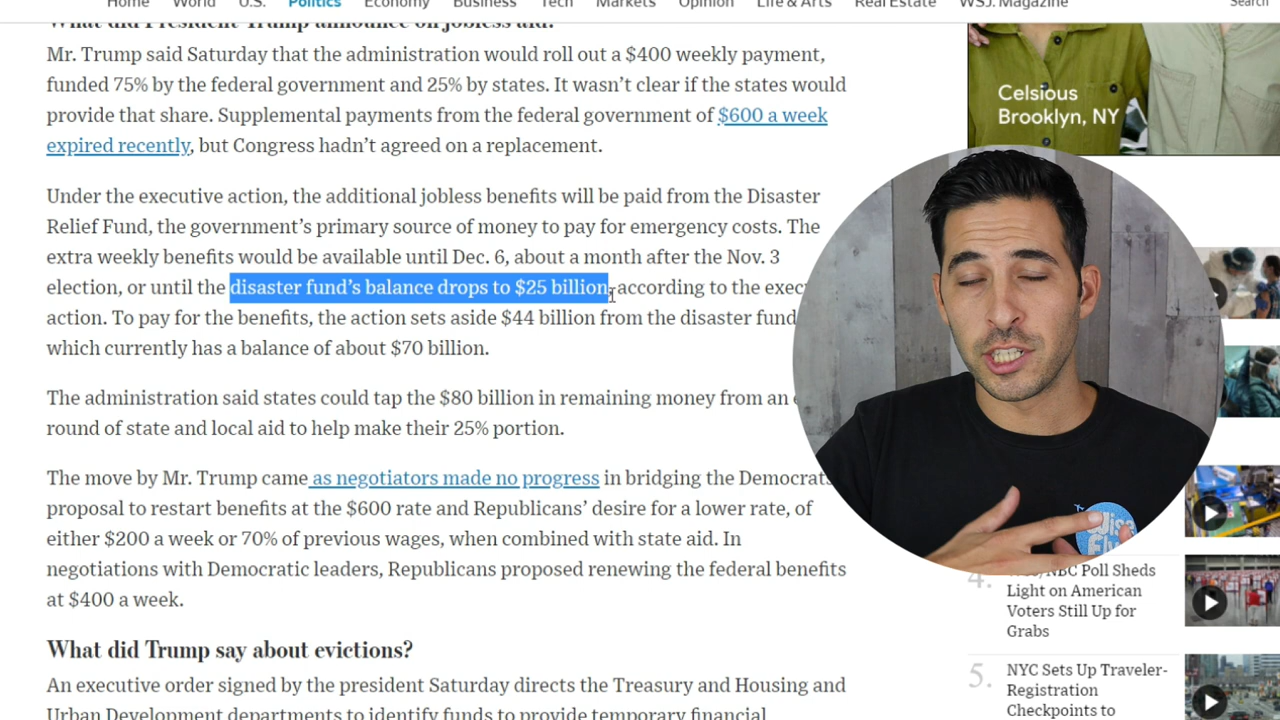 Home World U.S. Politics Economy Business Tech Markets Opinion Life & Arts Real Estate WSJ. Magazine Search
What did President Trump announce on jobless aid?
Mr. Trump said Saturday that the administration would roll out a $400 weekly payment,
funded 75% by the federal government and 25% by states. It wasn’t clear if the states would
provide that share. Supplemental payments from the federal government of $600 a week
expired recently, but Congress hadn’t agreed on a replacement.
Under the executive action, the additional jobless benefits will be paid from the Disaster
Relief Fund, the government’s primary source of money to pay for emergency costs. The
extra weekly benefits would be available until Dec. 6, about a month after the Nov. 3
election, or until the disaster fund’s balance drops to $25 billion, according to the
action. To pay for the benefits, the action sets aside $44 billion from the disaster fund
which currently has a balance of about $70 billion.
The administration said states could tap the $80 billion in remaining money from an
round of state and local aid to help make their 25% portion.
The move by Mr. Trump came as negotiators made no progress in bridging the Democrats
proposal to restart benefits at the $600 rate and Republicans’ desire for a lower rate, of
either $200 a week or 70% of previous wages, when combined with state aid. In
negotiations with Democratic leaders, Republicans proposed renewing the federal benefits
at $400 a week.
What did Trump say about evictions?
An executive order signed by the president Saturday directs the Treasury and Housing and
Urban Development departments to identify funds to provide temporary financial
Celsious
Brooklyn, NY
4.
NBC Poll Sheds
Light on American
Voters Still Up for
Grabs
5.
NYC Sets Up Traveler-
Registration
Checkpoints to